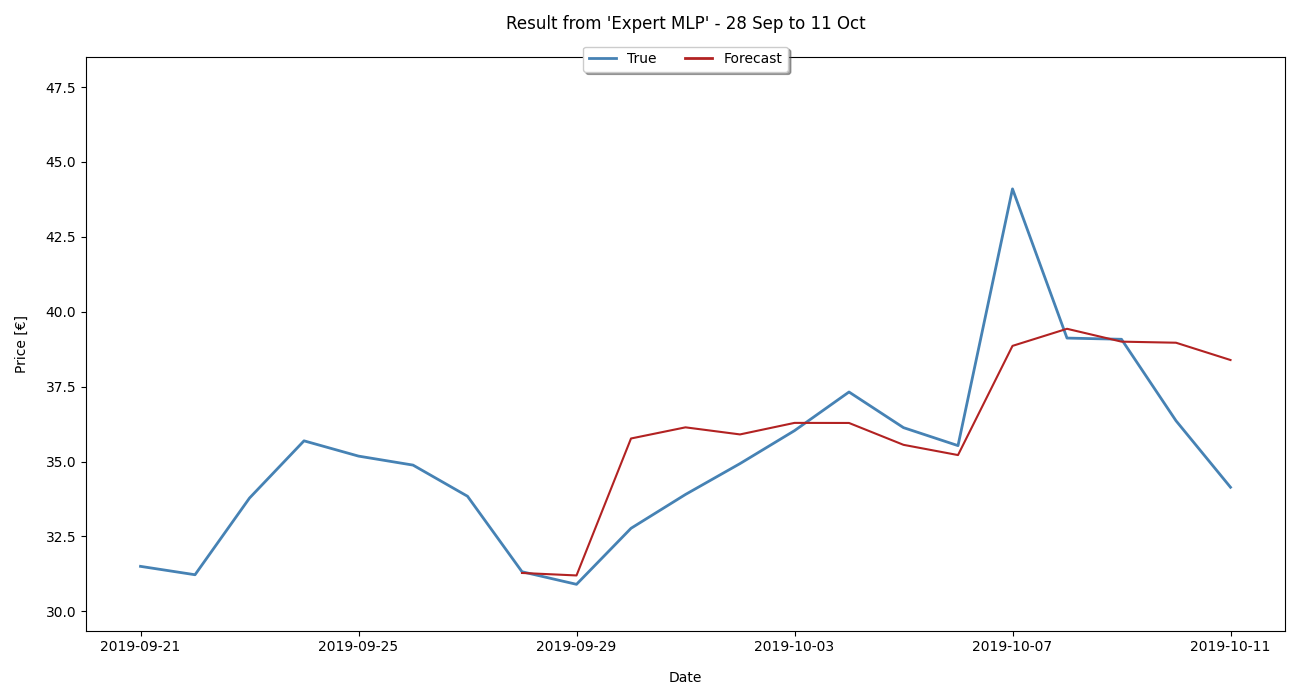 Result from 'Expert MLP' - 28 Sep to 11 Oct
True Forecast
47.5
45.0
42.5
40.0
37.5
35.0
32.5
30.0
Price [€]
2019-09-21 2019-09-25 2019-09-29 2019-10-03 2019-10-07 2019-10-11
Date